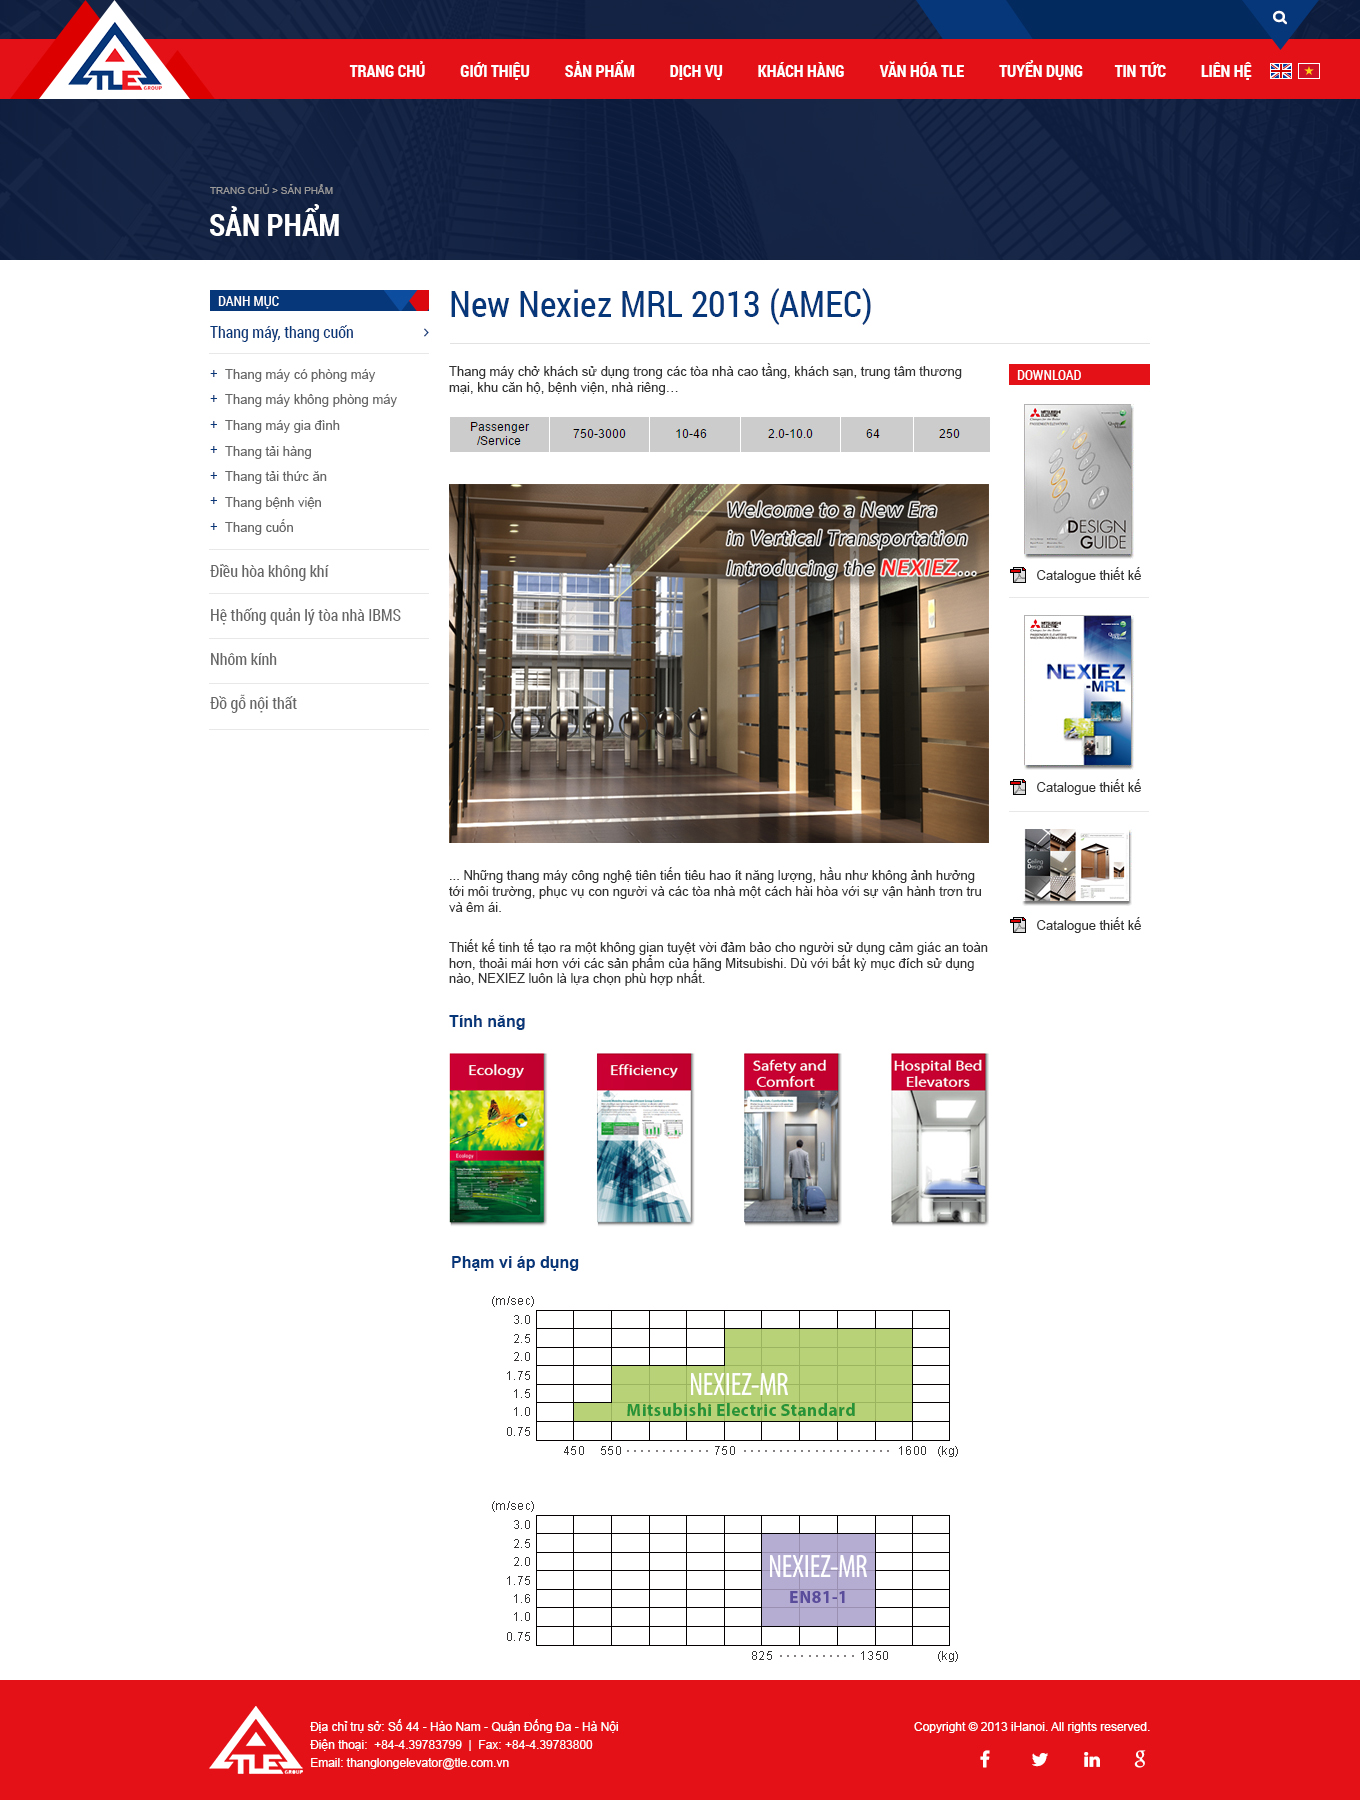 TLE
GROUP
TRANG CHỦ
GIỚI THIỆU
SẢN PHẨM
DỊCH VỤ
KHÁCH HÀNG
VĂN HÓA TLE
TUYỂN DỤNG
TIN TỨC
LIÊN HỆ
TRANG CHỦ > SẢN PHẨM
SẢN PHẨM
DANH MỤC
Thang máy, thang cuốn
+ Thang máy có phòng máy
+ Thang máy không phòng máy
+ Thang máy gia đình
+ Thang tải hàng
+ Thang tải thức ăn
+ Thang bệnh viện
+ Thang cuốn
Điều hòa không khí
Hệ thống quản lý tòa nhà IBMS
Nhôm kính
Đồ gỗ nội thất
New Nexiez MRL 2013 (AMEC)
Thang máy chở khách sử dụng trong các tòa nhà cao tầng, khách sạn, trung tâm thương
mại, khu căn hộ, bệnh viện, nhà riêng…
Passenger
/Service
750-3000
10-46
2.0-10.0
64
250
Welcome to a New Era
in Vertical Transportation
Introducing the NEXIEZ...
... Những thang máy công nghệ tiên tiến tiêu hao ít năng lượng, hầu như không ảnh hưởng
tới môi trường, phục vụ con người và các tòa nhà một cách hài hòa với sự vận hành trơn tru
và êm ái.
Thiết kế tinh tế tạo ra một không gian tuyệt vời đảm bảo cho người sử dụng cảm giác an toàn
hơn, thoải mái hơn với các sản phẩm của hãng Mitsubishi. Dù với bất kỳ mục đích sử dụng
nào, NEXIEZ luôn là lựa chọn phù hợp nhất.
Tính năng
Ecology
Ecology
Efficiency
Safety and
Comfort
Hospital Bed
Elevators
Phạm vi áp dụng
(m/sec)
3.0
2.5
2.0
1.75
1.5
1.0
0.75
NEXIEZ-MR
Mitsubishi Electric Standard
450 550 750 1600 (kg)
(m/sec)
3.0
2.5
2.0
1.75
1.6
1.0
0.75
NEXIEZ-MR
EN81-1
825 1350 (kg)
DOWNLOAD
MITSUBISHI
ELECTRIC
DESIGN
GUIDE
Catalogue thiết kế
MITSUBISHI
ELECTRIC
NEXIEZ
-MRL
Catalogue thiết kế
Ceiling
Design
Catalogue thiết kế
TLE
GROUP
Địa chỉ trụ sở: Số 44 - Hào Nam - Quận Đống Đa - Hà Nội
Điện thoại: +84-4.39783799 | Fax: +84-4.39783800
Email: thanglongelevator@tle.com.vn
Copyright © 2013 iHanoi. All rights reserved.